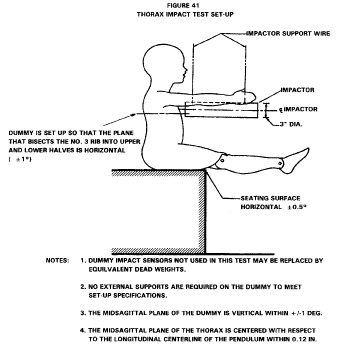 FIGURE 41
THORAX IMPACT TEST SET-UP
IMPACTOR SUPPORT WIRE
IMPACTOR
℄ IMPACTOR
3" DIA.
DUMMY IS SET UP SO THAT THE PLANE
THAT BISECTS THE NO. 3 RIB INTO UPPER
AND LOWER HALVES IS HORIZONTAL
( ±1°)
SEATING SURFACE
HORIZONTAL ±0.5°
NOTES: 1. DUMMY IMPACT SENSORS NOT USED IN THIS TEST MAY BE REPLACED BY
EQUILVALENT DEAD WEIGHTS.
2. NO EXTERNAL SUPPORTS ARE REQUIRED ON THE DUMMY TO MEET
SET-UP SPECIFICATIONS.
3. THE MIDSAGITTAL PLANE OF THE DUMMY IS VERTICAL WITHIN +/-1 DEG.
4. THE MIDSAGITTAL PLANE OF THE THORAX IS CENTERED WITH RESPECT
TO THE LONGITUDINAL CENTERLINE OF THE PENDULUM WITHIN 0.12 IN.